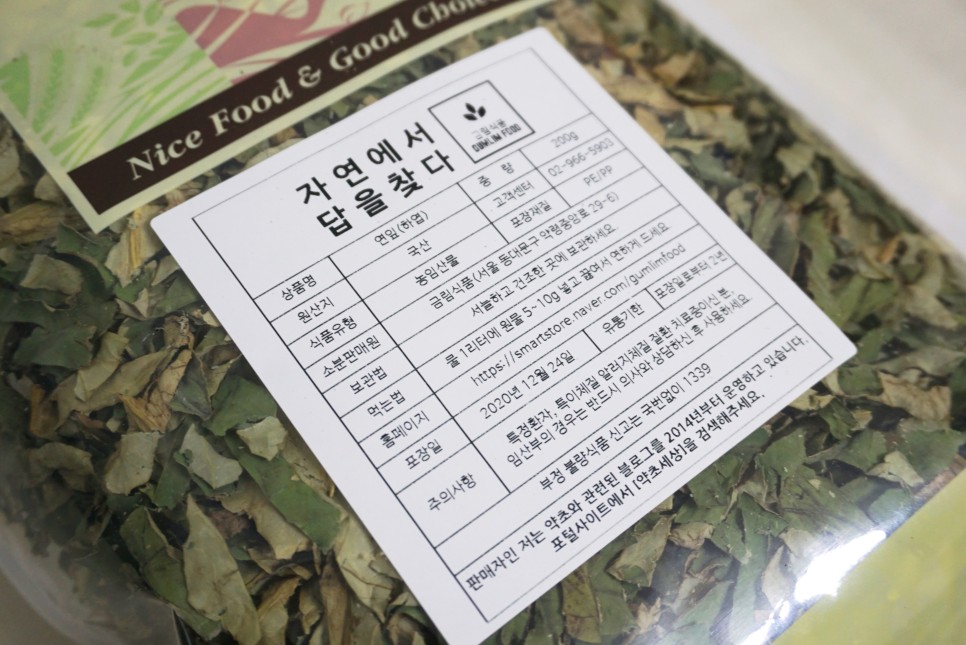 Nice Food & Good Choice
자연에서
답을찾다
금림식품
GUMLIM FOOD
상품명 연잎(하엽) 중 량 200g
원산지 국산 고객센터 02-966-5903
식품유형 농임산물 포장재질 PE/PP
소분판매원 금림식품(서울 동대문구 약령중앙로 29-6)
보관법 서늘하고 건조한 곳에 보관하세요.
먹는법 물 1리터에 원물 5~10g 넣고 끓여서 연하게 드세요
홈페이지 https://smartstore.naver.com/gumlimfood
포장일 2020년 12월 24일 유통기한 포장일로부터 2년
주의사항 특정환자, 특이체질 알러지체질 질환 치료중이신 분,
임산부의 경우는 반드시 의사와 상담하신 후 사용하세요.
부정 불량식품 신고는 국번없이 1339
판매자인 저는 약초와 관련된 블로그를 2014년부터 운영하고 있습니다.
포털사이트에서 [약초세상]을 검색해주세요.